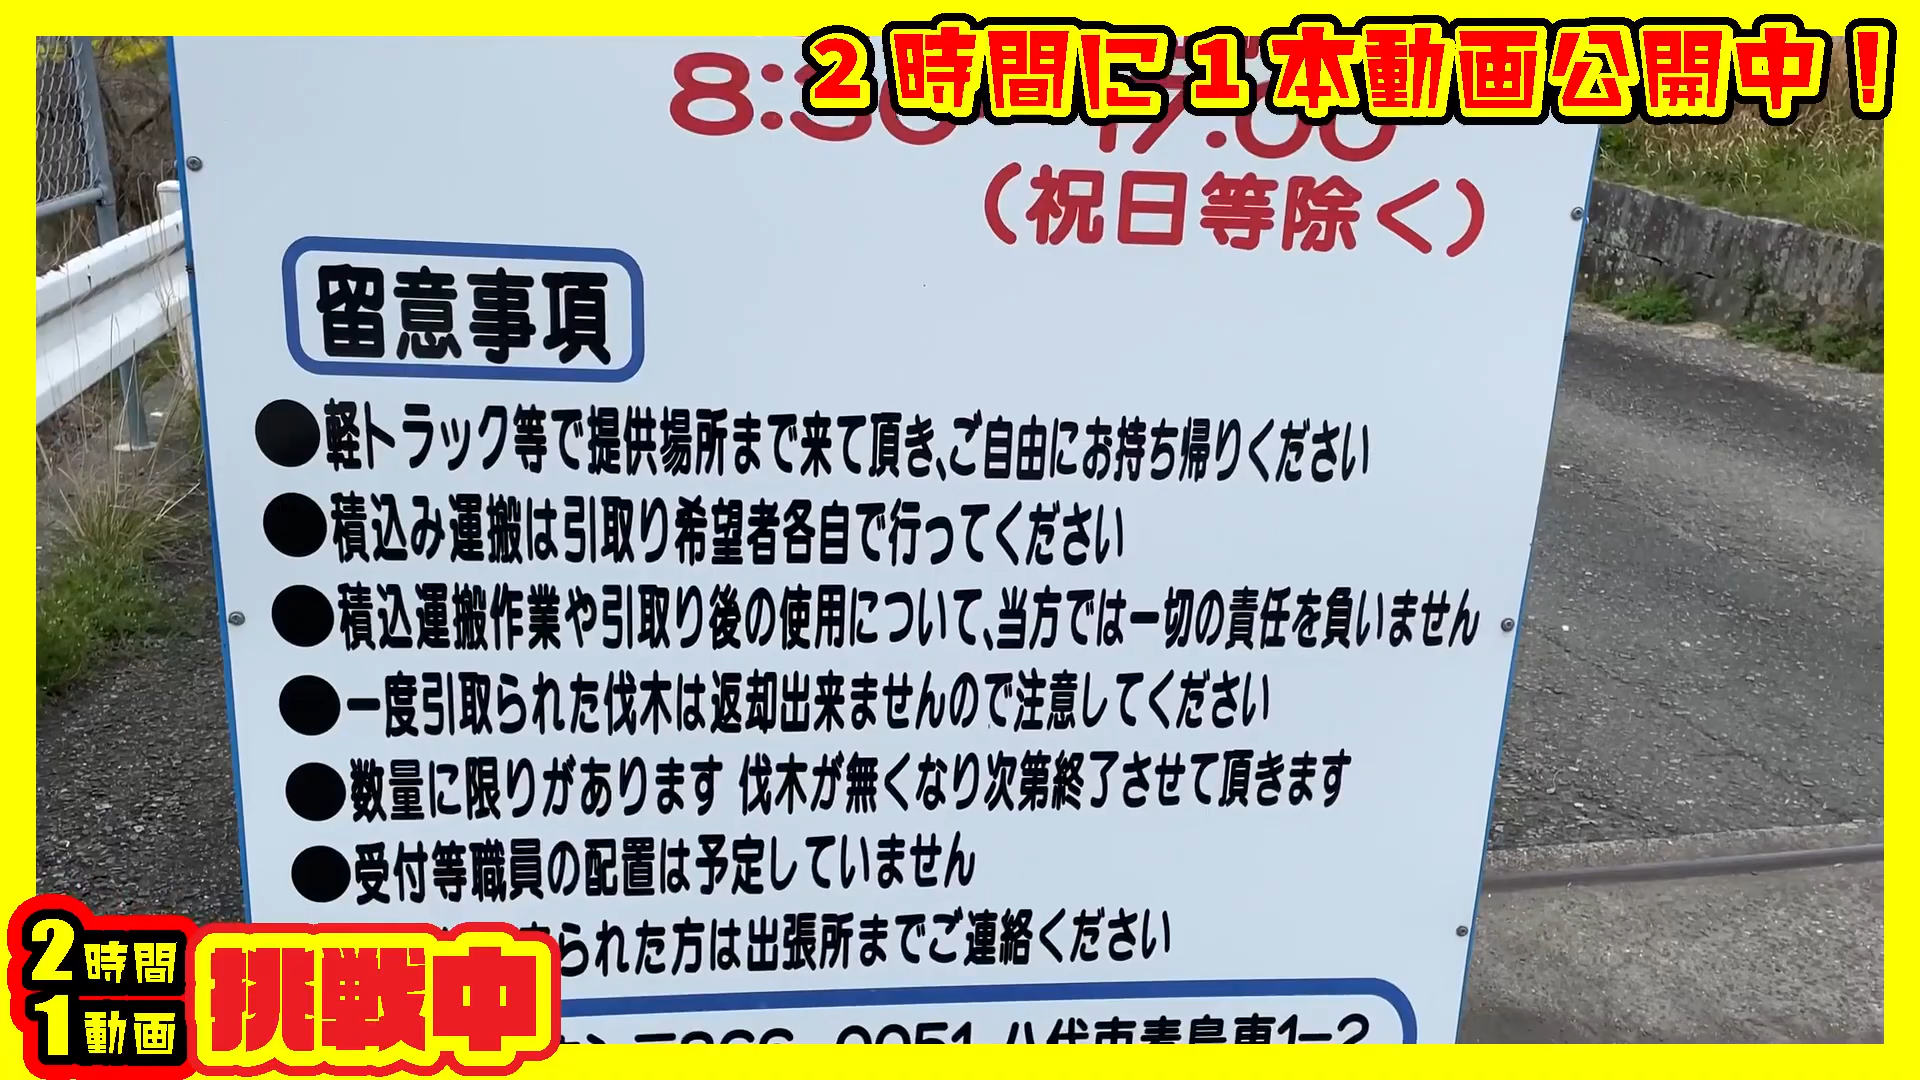 2時間に1本動画公開中！
8:30 17:00
（祝日等除く）
留意事項
●軽トラック等で提供場所まで来て頂き、ご自由にお持ち帰りください
●積込み運搬は引取り希望者各自で行ってください
●積込運搬作業や引取り後の使用について、当方では一切の責任を負いません
●一度引取られた伐木は返却出来ませんので注意してください
●数量に限りがあります 伐木が無くなり次第終了させて頂きます
●受付等職員の配置は予定していません
られた方は出張所までご連絡ください
2時間
1動画
挑戦中